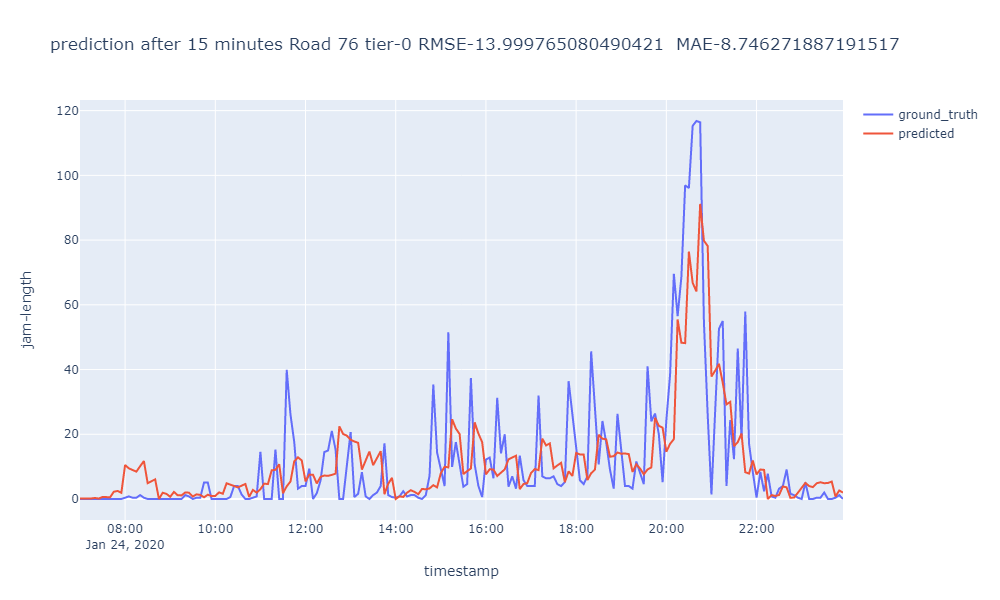 prediction after 15 minutes Road 76 tier-0 RMSE-13.999765080490421  MAE-8.746271887191517
ground_truth
predicted
120
100
80
60
40
20
0
jam-length
08:00 10:00 12:00 14:00 16:00 18:00 20:00 22:00
Jan 24, 2020
timestamp